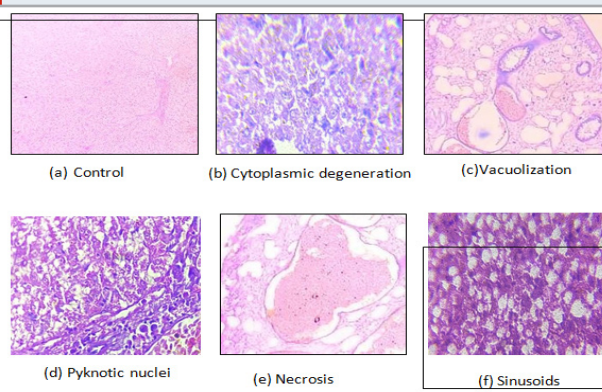 (a) Control
(b) Cytoplasmic degeneration
(c)Vacuolization
(d) Pyknotic nuclei
(e) Necrosis
(f) Sinusoids